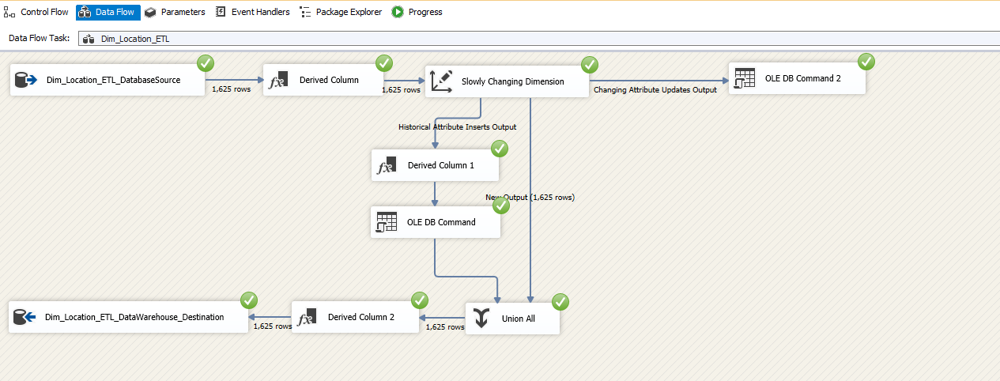 Control Flow Data Flow Parameters Event Handlers Package Explorer Progress
Data Flow Task: Dim_Location_ETL
Dim_Location_ETL_DatabaseSource
1,625 rows
fx Derived Column
1,625 rows
Slowly Changing Dimension
Changing Attribute Updates Output
OLE DB Command 2
Historical Attribute Inserts Output
fx Derived Column 1
New Output (1,625 rows)
OLE DB Command
Dim_Location_ETL_DataWarehouse_Destination
1,625 rows
fx Derived Column 2
1,625 rows
Union All